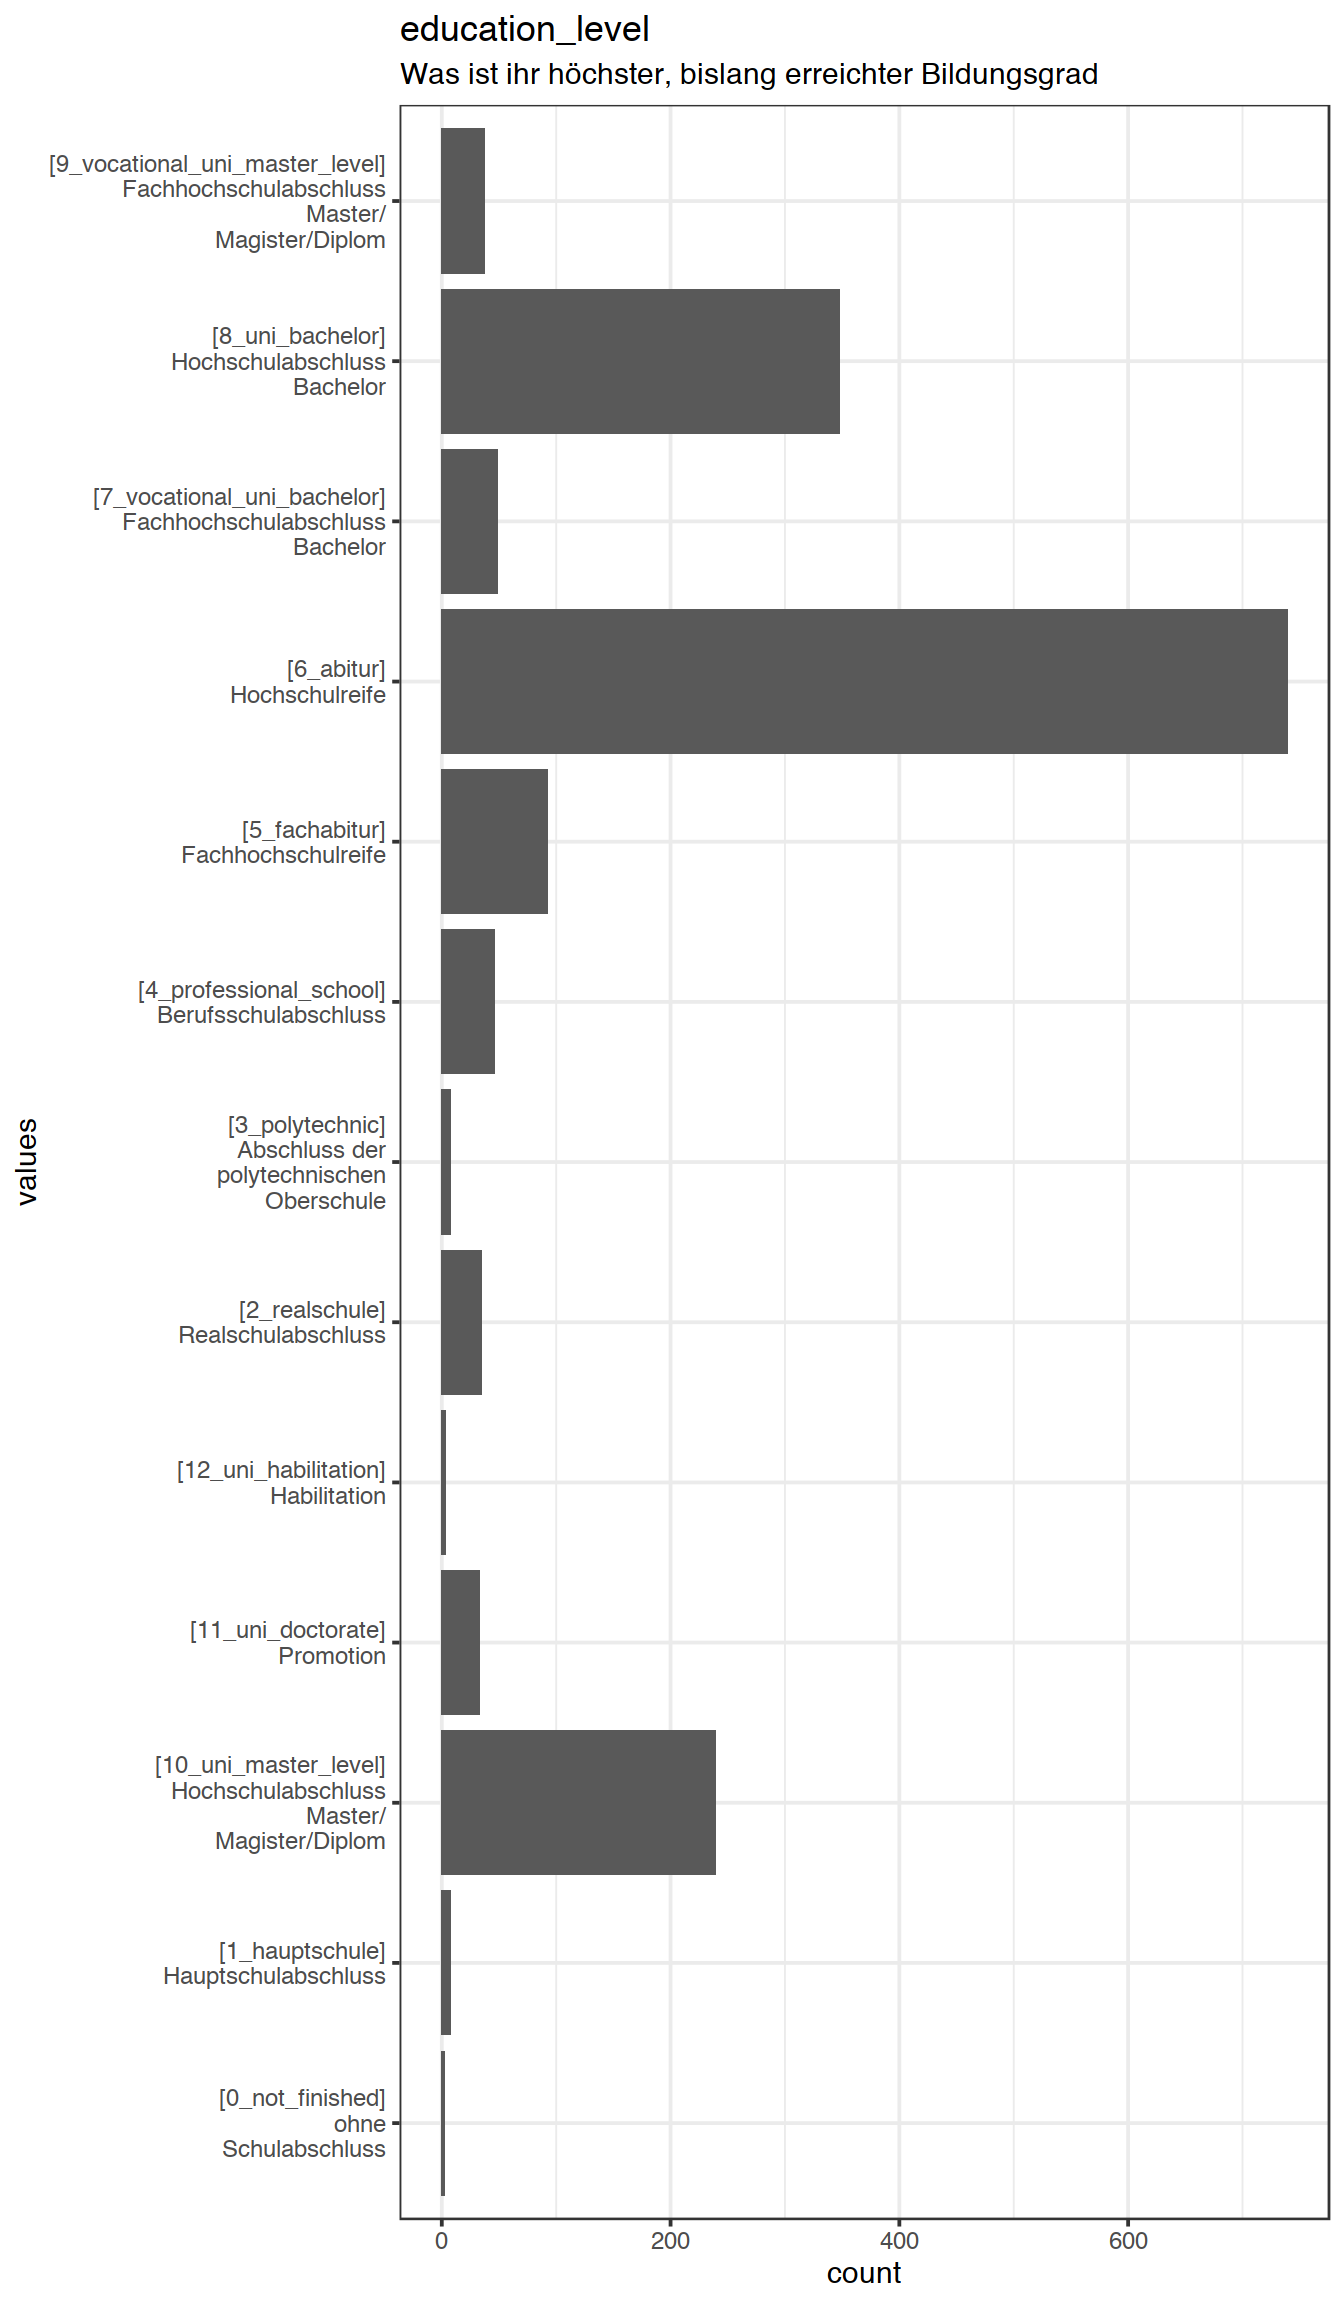 education_level
Was ist ihr höchster, bislang erreichter Bildungsgrad
[9_vocational_uni_master_level]
Fachhochschulabschluss
Master/
Magister/Diplom
[8_uni_bachelor]
Hochschulabschluss
Bachelor
[7_vocational_uni_bachelor]
Fachhochschulabschluss
Bachelor
[6_abitur]
Hochschulreife
[5_fachabitur]
Fachhochschulreife
[4_professional_school]
Berufsschulabschluss
[3_polytechnic]
Abschluss der
polytechnischen
Oberschule
[2_realschule]
Realschulabschluss
[12_uni_habilitation]
Habilitation
[11_uni_doctorate]
Promotion
[10_uni_master_level]
Hochschulabschluss
Master/
Magister/Diplom
[1_hauptschule]
Hauptschulabschluss
[0_not_finished]
ohne
Schulabschluss
values
0 200 400 600
count